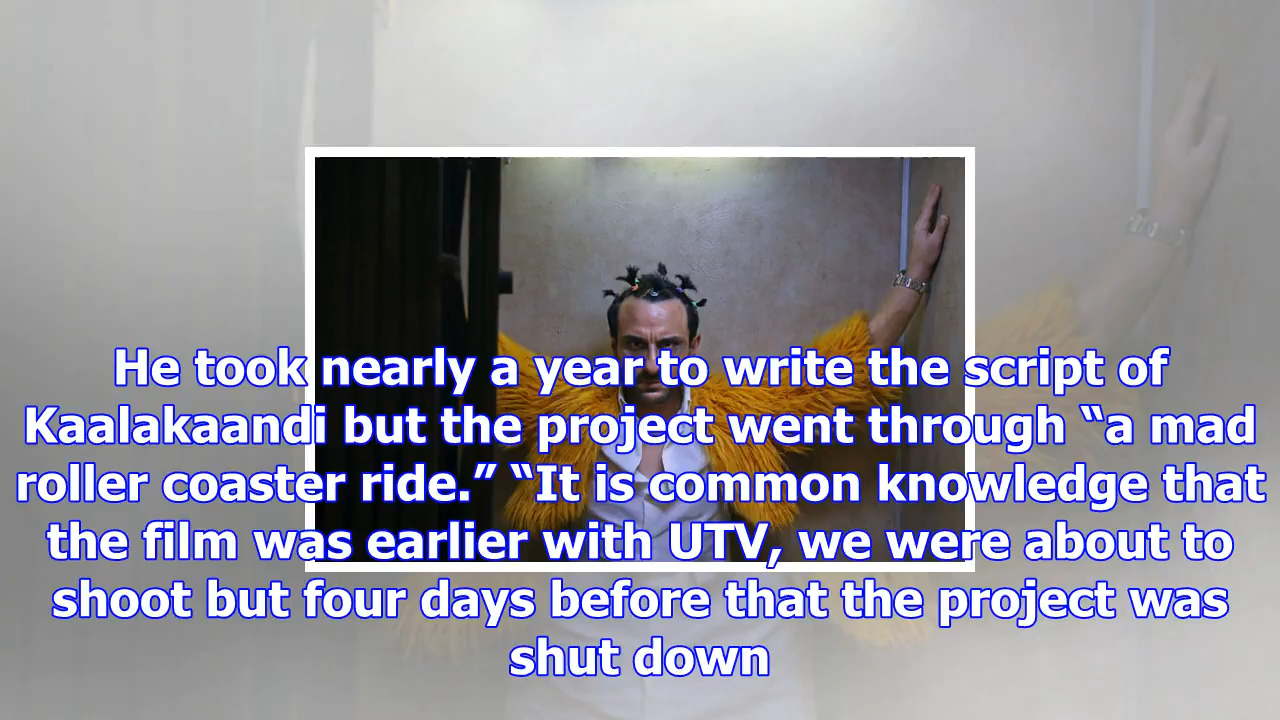 He took nearly a year to write the script of
Kaalakaandi but the project went through “a mad
roller coaster ride.” “It is common knowledge that
the film was earlier with UTV, we were about to
shoot but four days before that the project was
shut down